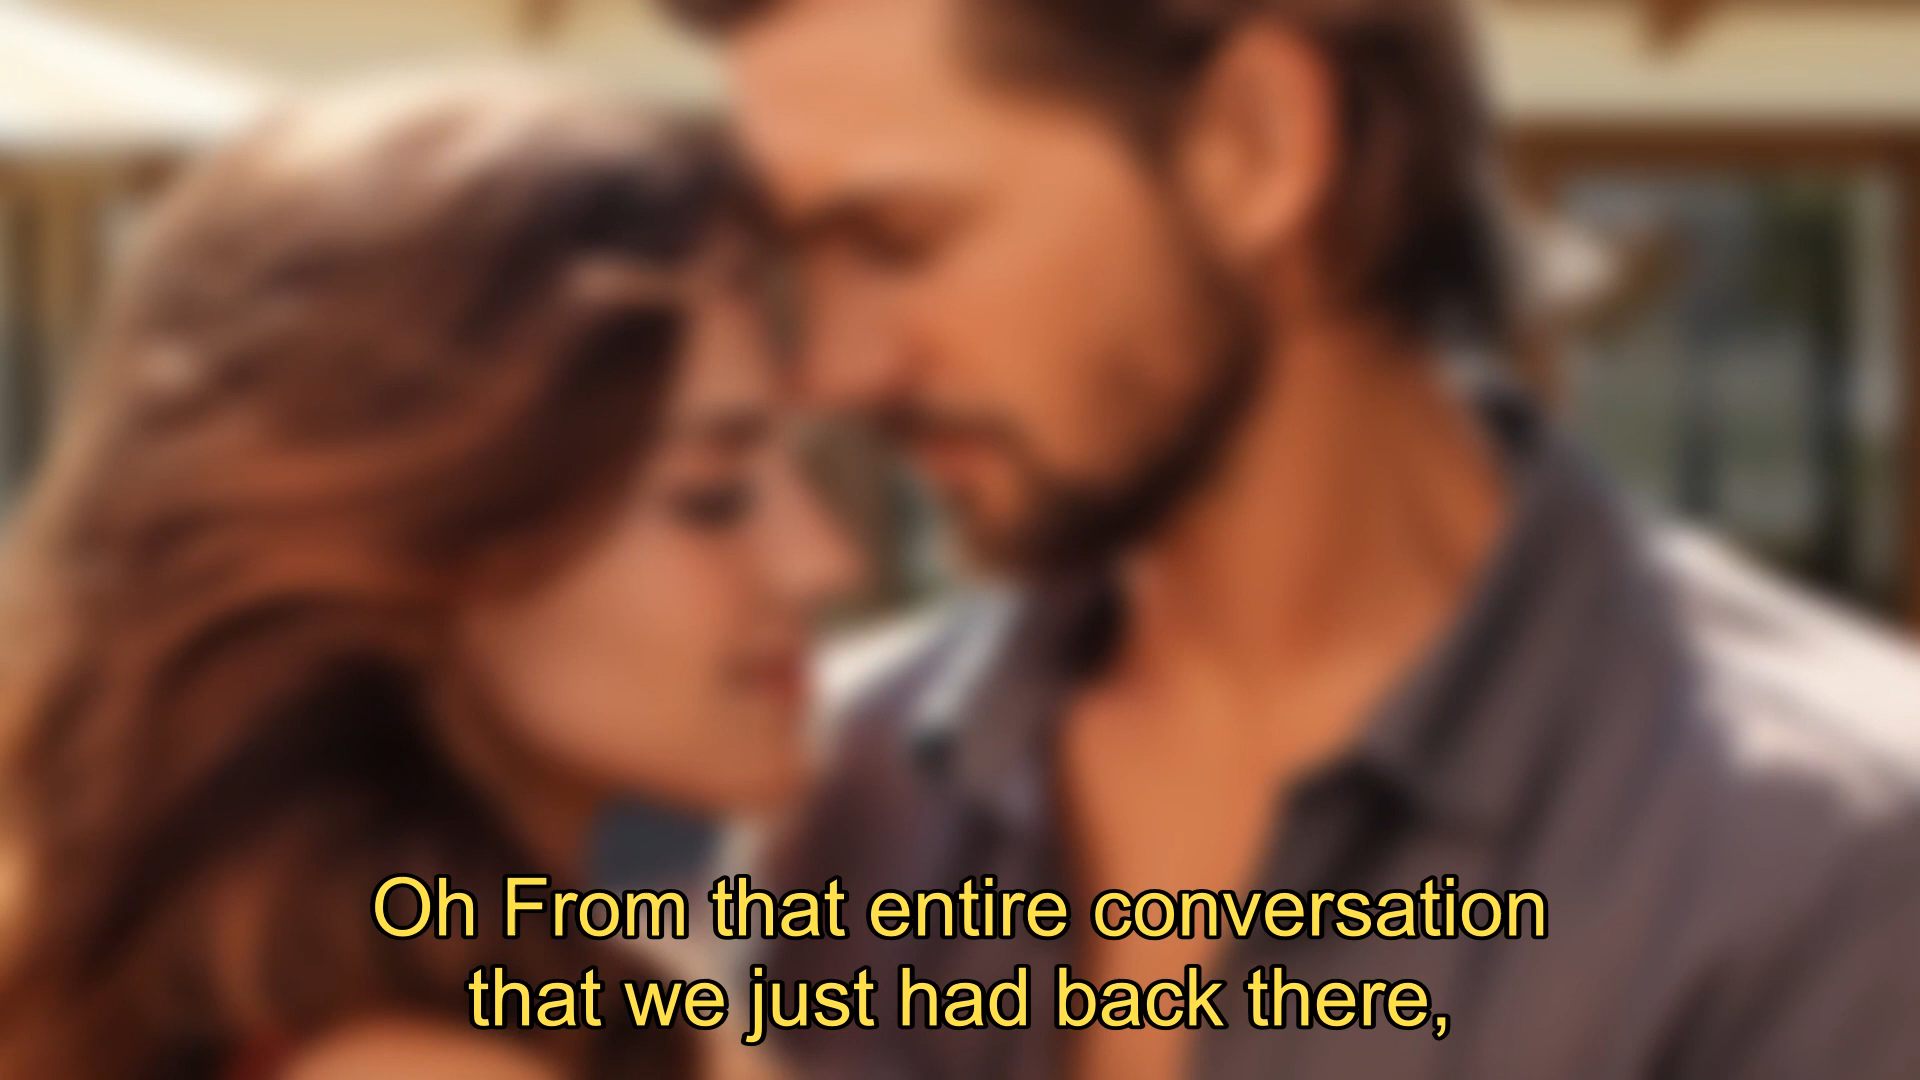 Oh From that entire conversation
that we just had back there,